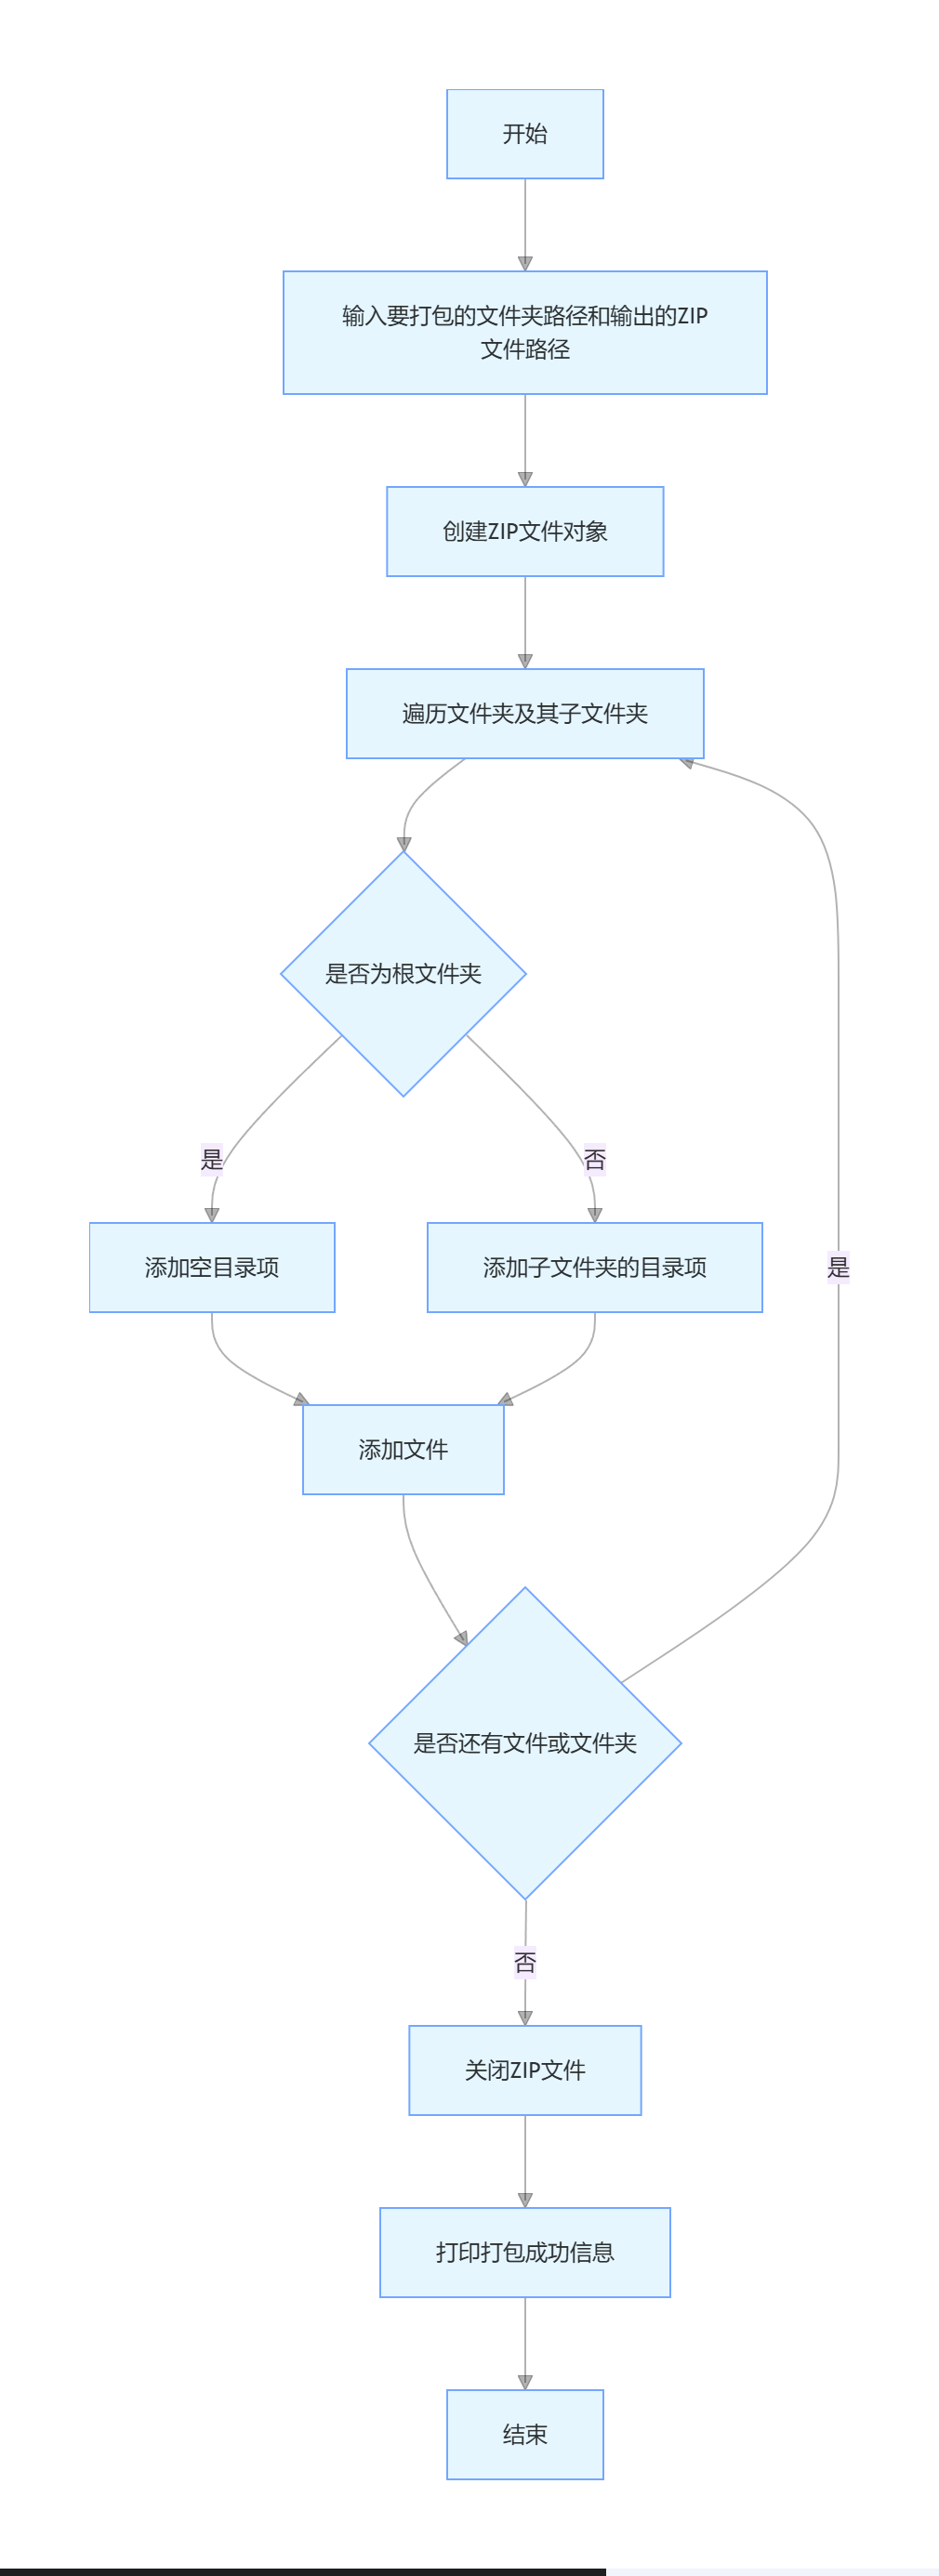 开始
输入要打包的文件夹路径和输出的ZIP
文件路径
创建ZIP文件对象
遍历文件夹及其子文件夹
是否为根文件夹
是
否
添加空目录项
添加子文件夹的目录项
是
添加文件
是否还有文件或文件夹
否
关闭ZIP文件
打印打包成功信息
结束